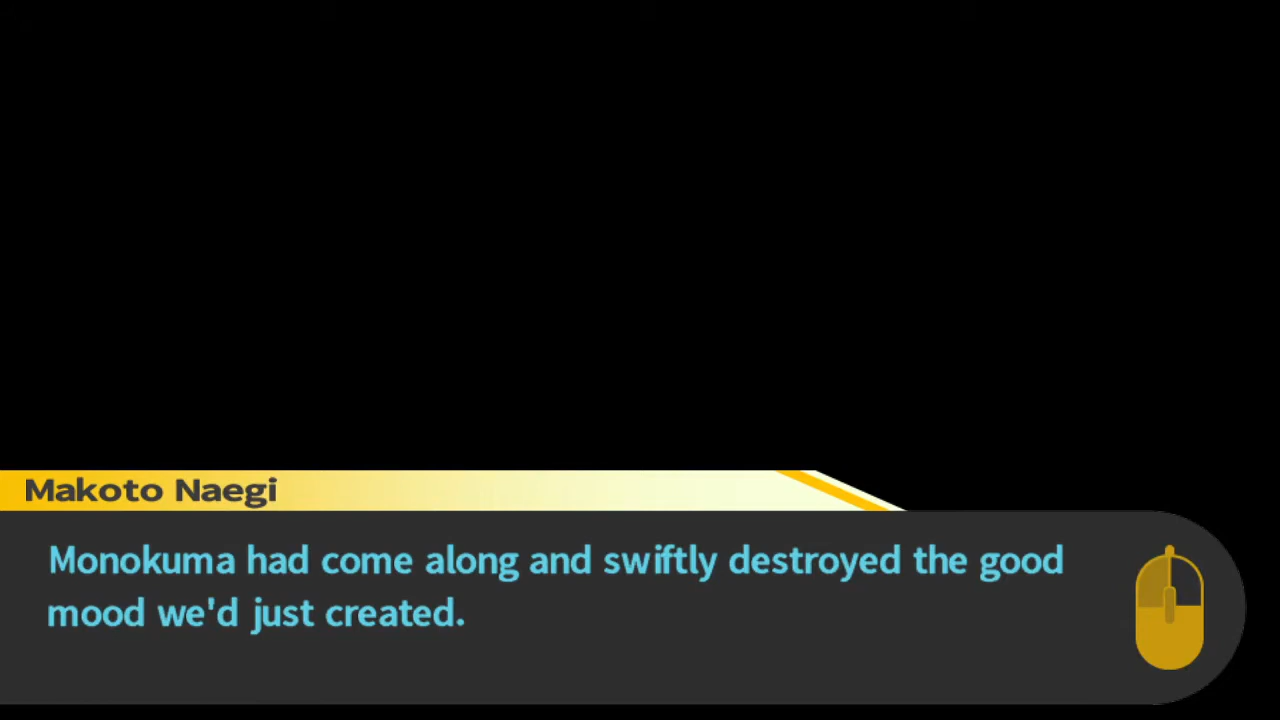 Makoto Naegi
Monokuma had come along and swiftly destroyed the good
mood we'd just created.